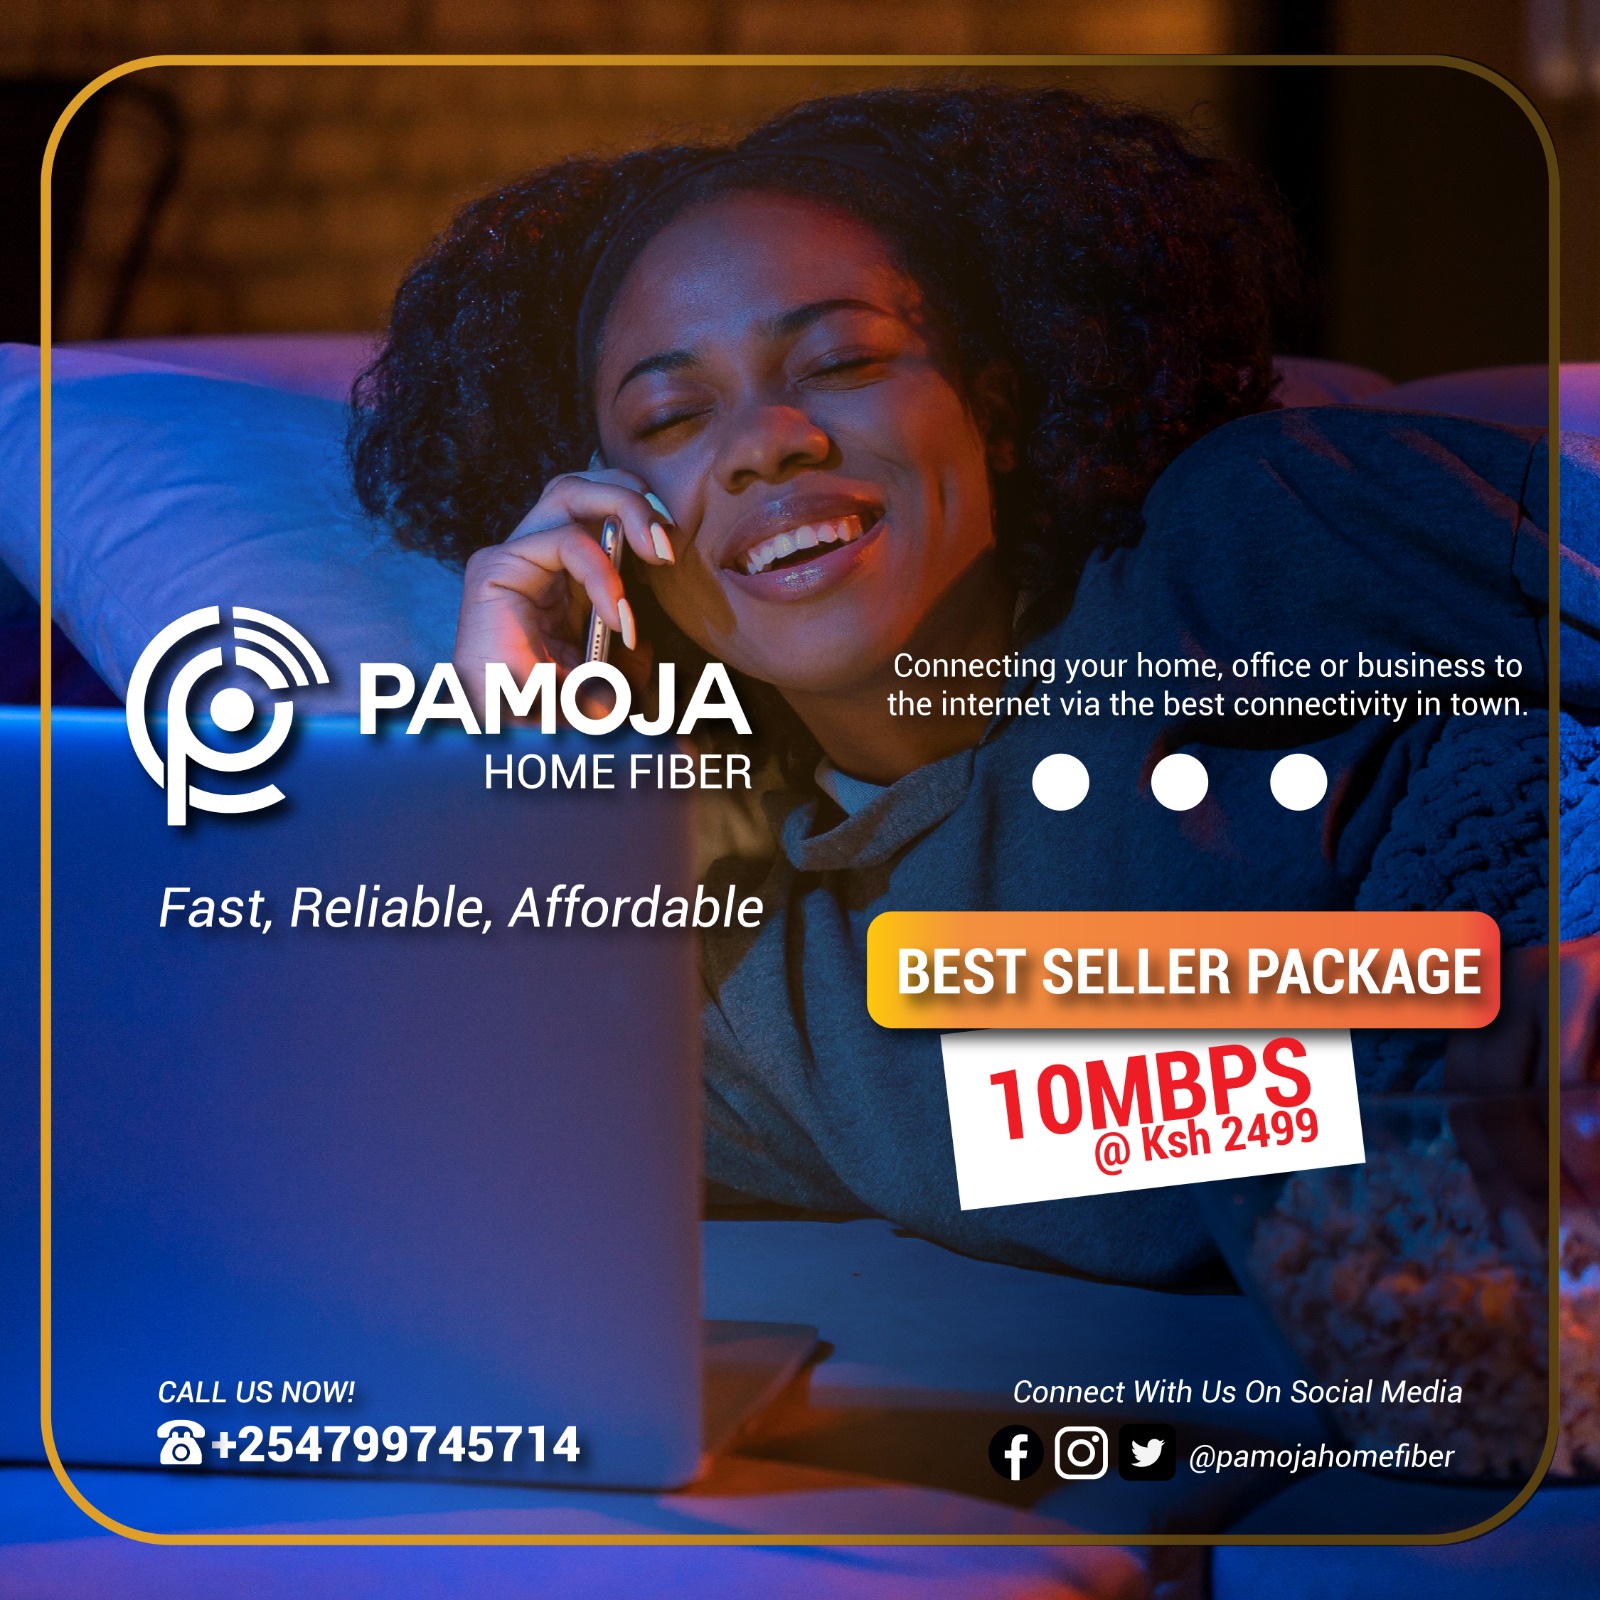 PAMOJA
HOME FIBER
Fast, Reliable, Affordable
Connecting your home, office or business to
the internet via the best connectivity in town.
BEST SELLER PACKAGE
10MBPS
@ Ksh 2499
CALL US NOW!
+254799745714
Connect With Us On Social Media
@pamojahomefiber